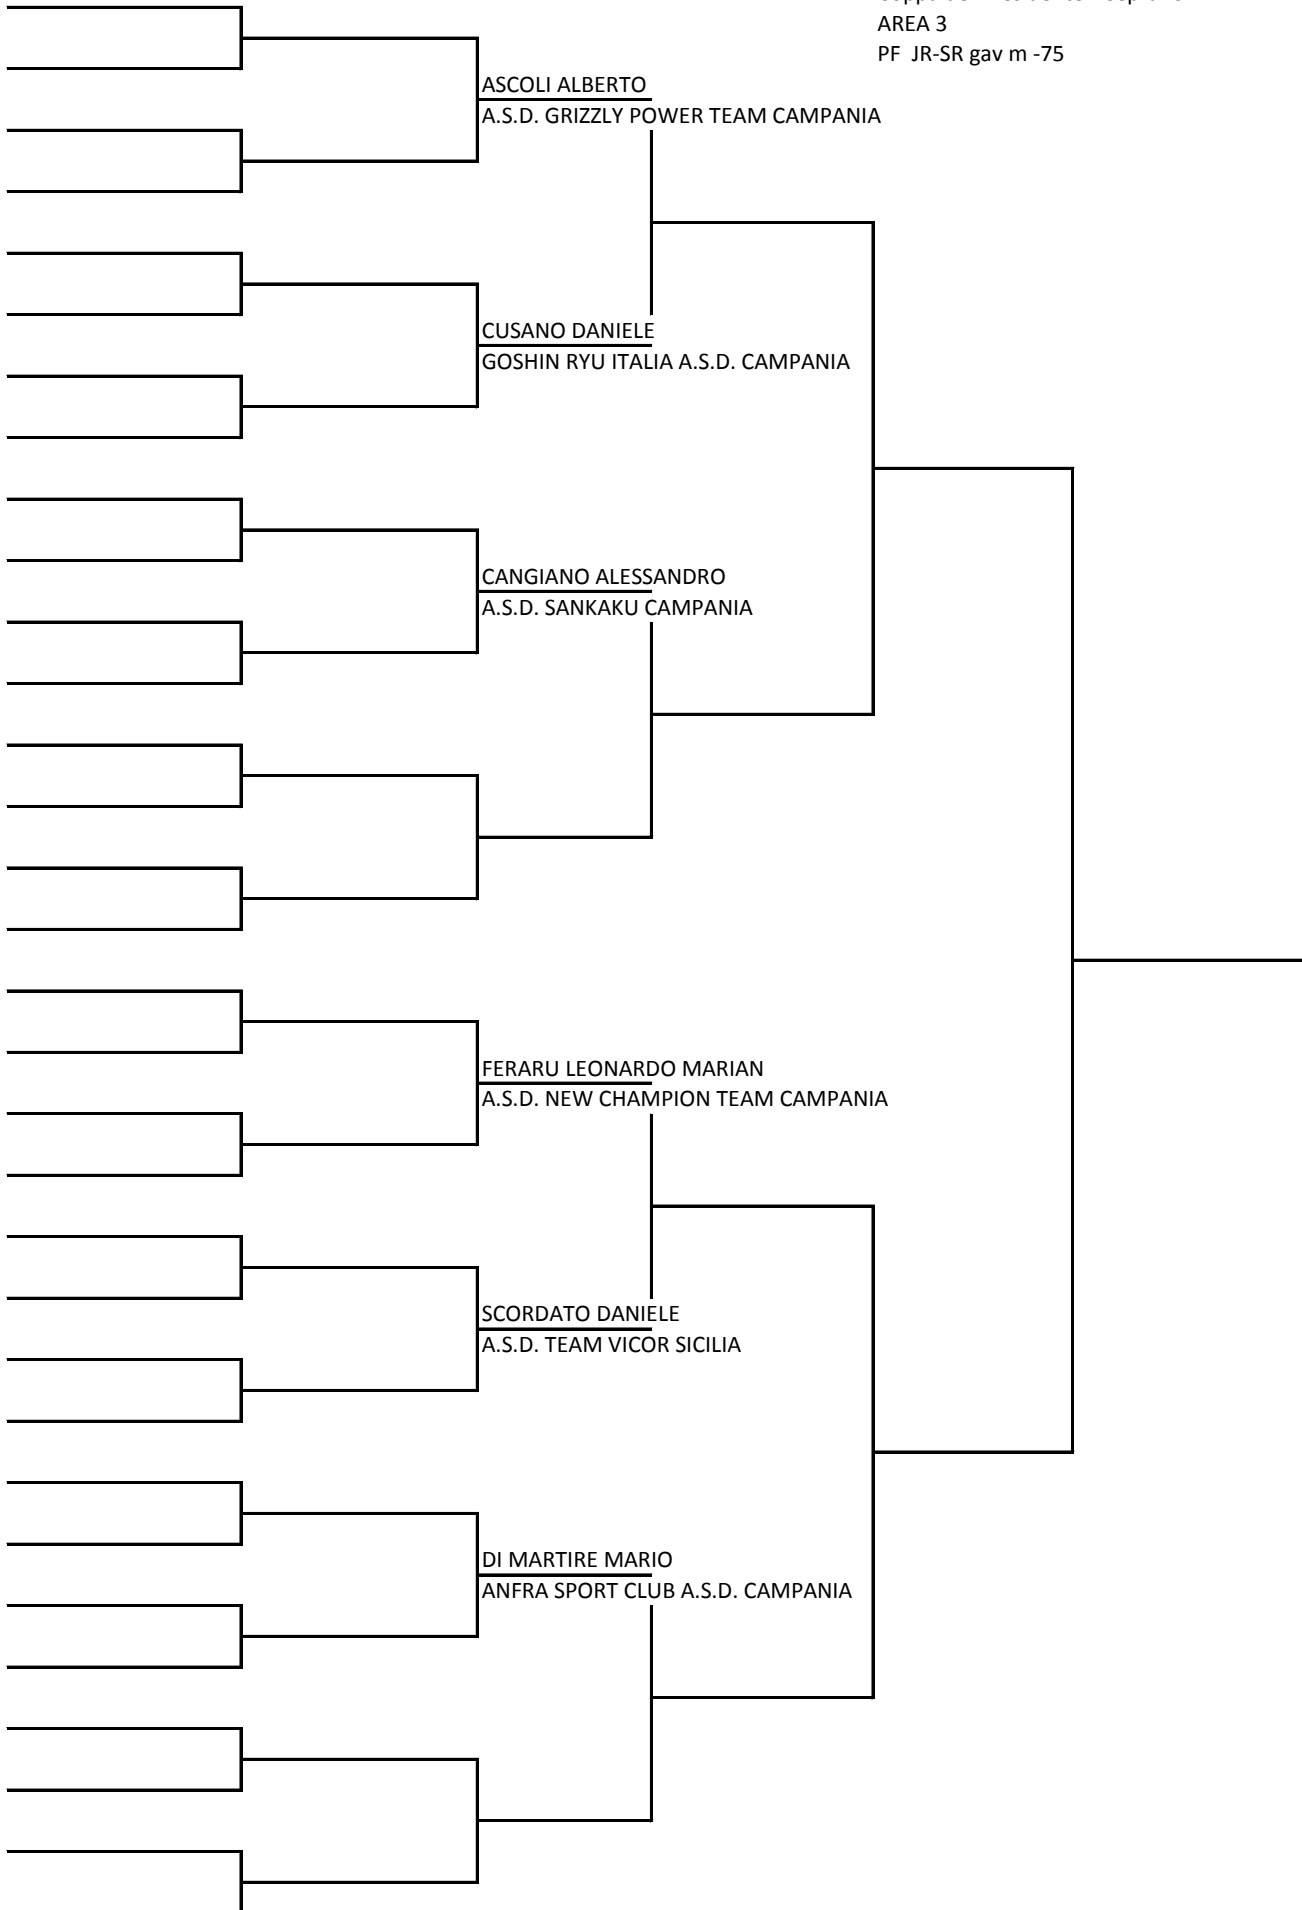 AREA 3
PF JR-SR gav m -75
ASCOLI ALBERTO
A.S.D. GRIZZLY POWER TEAM CAMPANIA
CUSANO DANIELE
GOSHIN RYU ITALIA A.S.D. CAMPANIA
CANGIANO ALESSANDRO
A.S.D. SANKAKU CAMPANIA
FERARU LEONARDO MARIAN
A.S.D. NEW CHAMPION TEAM CAMPANIA
SCORDATO DANIELE
A.S.D. TEAM VICOR SICILIA
DI MARTIRE MARIO
ANFRA SPORT CLUB A.S.D. CAMPANIA